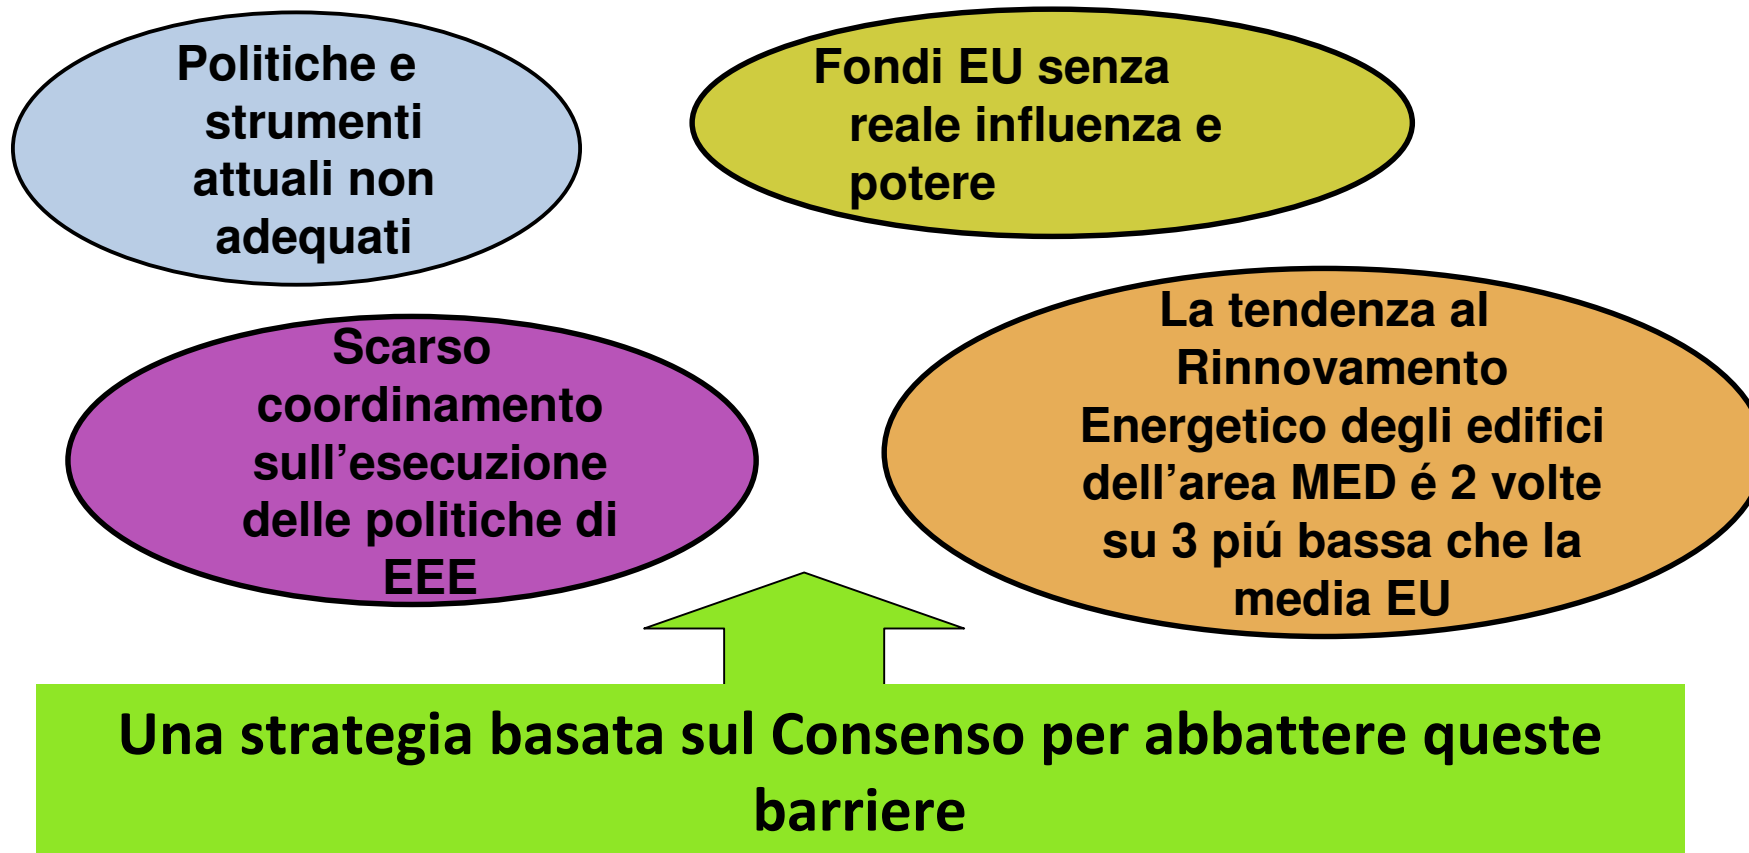 Politiche e
strumenti
attuali non
adequati
Fondi EU senza
reale influenza e
potere
Scarso
coordinamento
sull’esecuzione
delle politiche di
EEE
La tendenza al
Rinnovamento
Energetico degli edifici
dell’area MED é 2 volte
su 3 piú bassa che la
media EU
Una strategia basata sul Consenso per abbattere queste
barriere